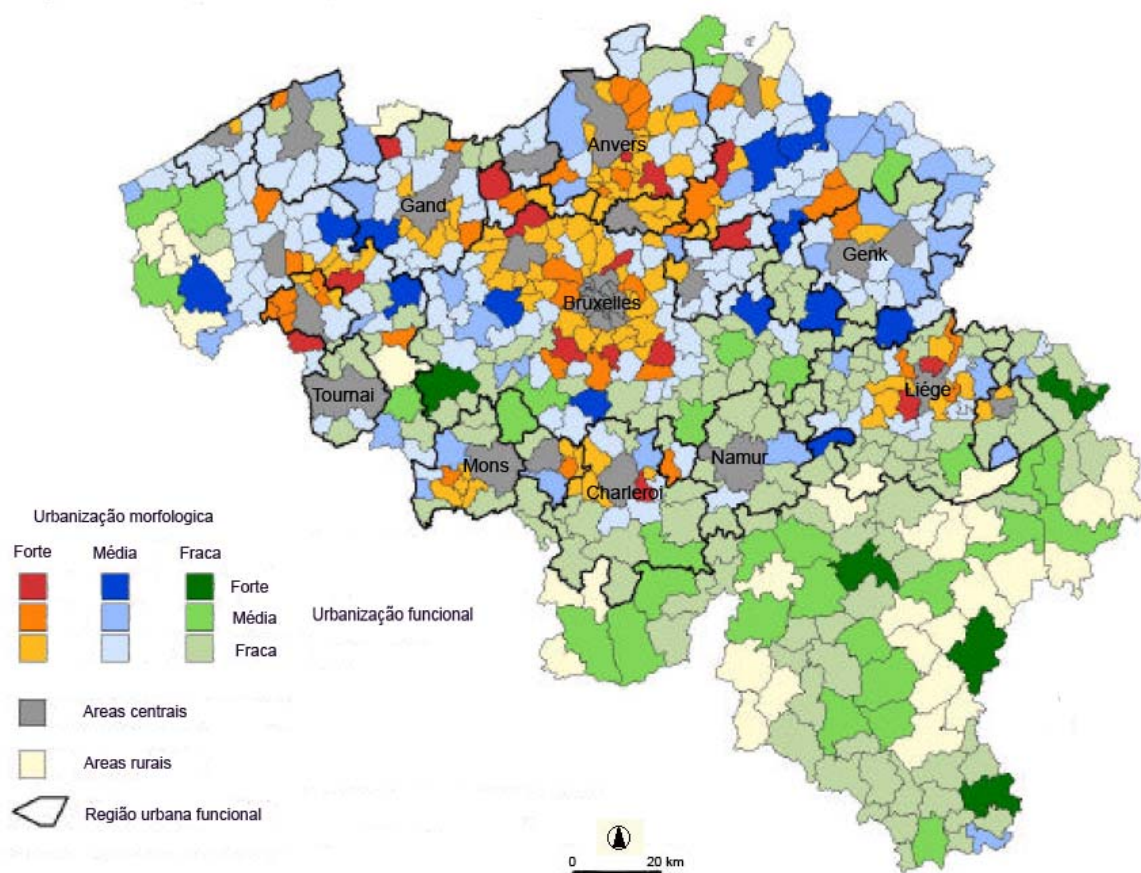 Anvers
Gand
Genk
Bruxelles
Tournai
Liége
Mons
Namur
Charleroi
Urbanização morfologica
Forte Média Fraca
Forte
Média
Fraca
Urbanização funcional
Areas centrais
Areas rurais
Região urbana funcional
0 20 km